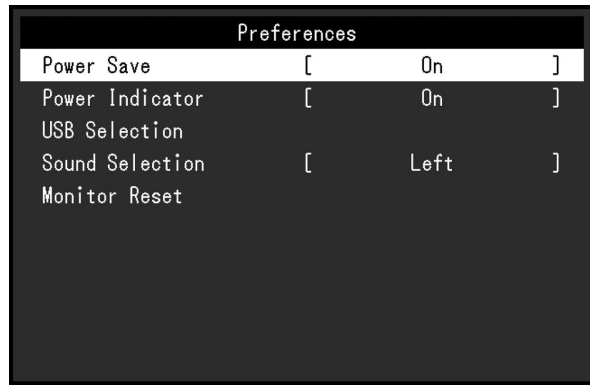 Preferences
Power Save [ On ]
Power Indicator [ On ]
USB Selection
Sound Selection [ Left ]
Monitor Reset